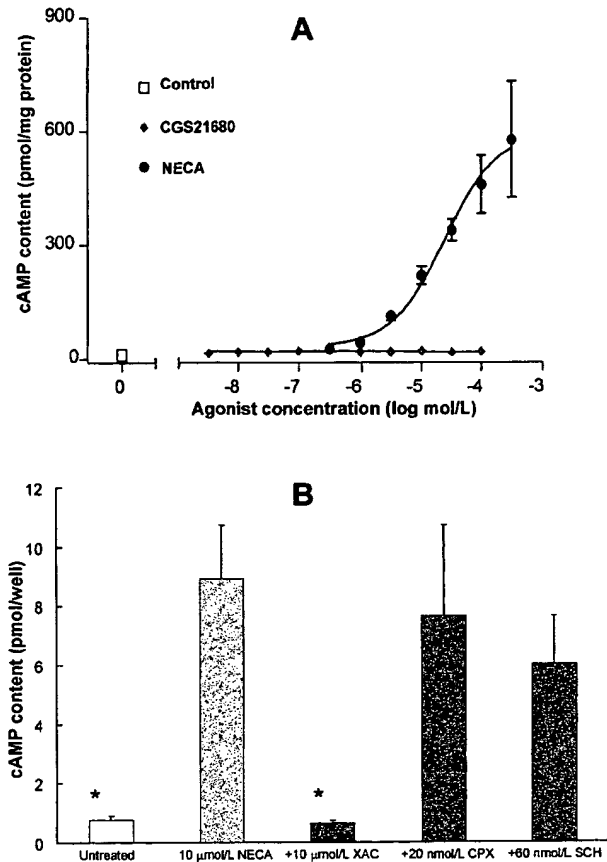 A
900
600
300
0
cAMP content (pmol/mg protein)
Control
CGS21680
NECA
0 -8 -7 -6 -5 -4 -3
Agonist concentration (log mol/L)
B
12
10
8
6
4
2
0
cAMP content (pmol/well)
* *
Untreated 10 µmol/L NECA +10 µmol/L XAC +20 nmol/L CPX +60 nmol/L SCH